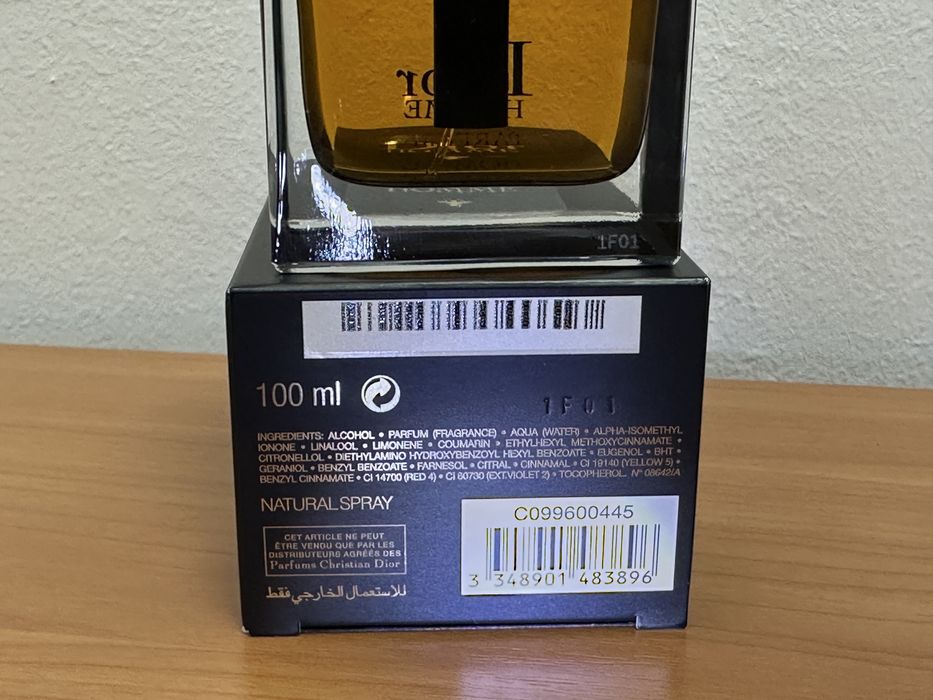 Dior
HOMME
PARFUM
1F01
100 ml
1F01
INGREDIENTS: ALCOHOL • PARFUM (FRAGRANCE) • AQUA (WATER) • ALPHA-ISOMETHYL
IONONE • LINALOOL • LIMONENE • COUMARIN • ETHYLHEXYL METHOXYCINNAMATE •
CITRONELLOL • DIETHYLAMINO HYDROXYBENZOYL HEXYL BENZOATE • EUGENOL • BHT •
GERANIOL • BENZYL BENZOATE • FARNESOL • CITRAL • CINNAMAL • CI 19140 (YELLOW 5) •
BENZYL CINNAMATE • CI 14700 (RED 4) • CI 60730 (EXT.VIOLET 2) • TOCOPHEROL. N° 08642/A
NATURAL SPRAY
CET ARTICLE NE PEUT
ÊTRE VENDU QUE PAR LES
DISTRIBUTEURS AGRÉÉS DES
Parfums Christian Dior
للاستعمال الخارجي فقط
C099600445
3 348901 483896